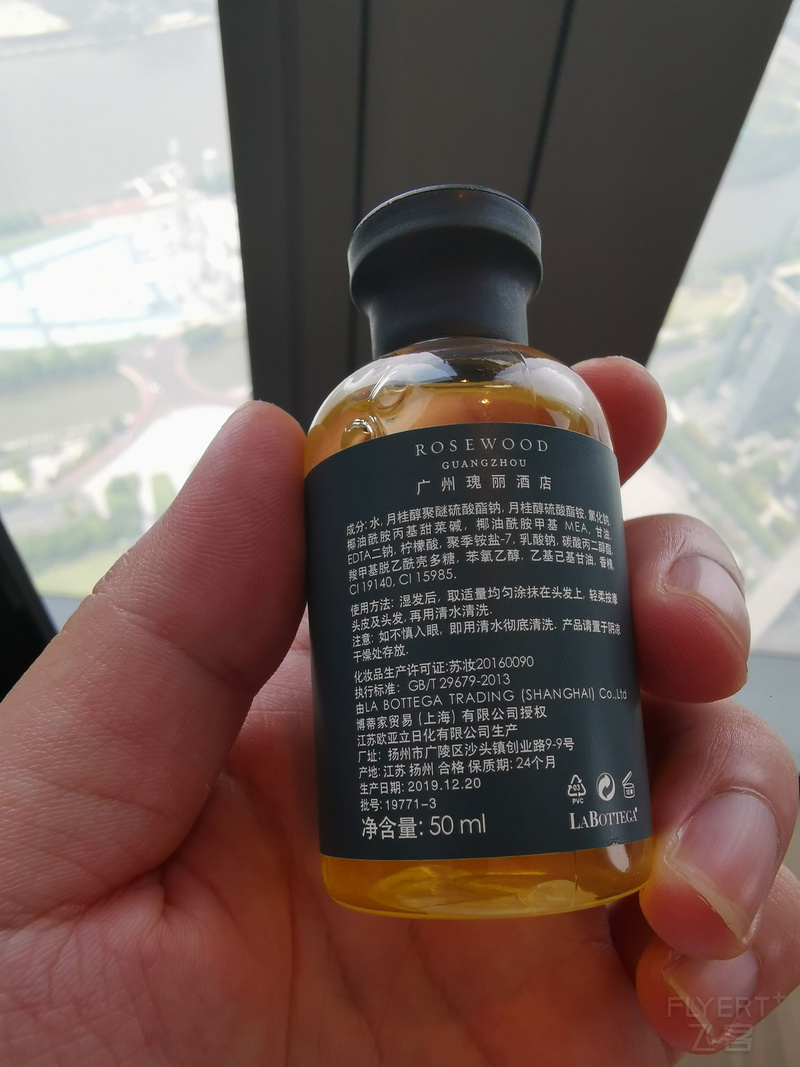 ROSEWOOD
GUANGZHOU
广州瑰丽酒店
成分: 水, 月桂醇聚醚硫酸酯钠, 月桂醇硫酸酯铵, 氯化钠,
椰油酰胺丙基甜菜碱, 椰油酰胺甲基 MEA, 甘油,
EDTA二钠, 柠檬酸, 聚季铵盐-7, 乳酸钠, 碳酸丙二醇酯,
羧甲基脱乙酰壳多糖, 苯氧乙醇, 乙基己基甘油, 香精,
CI 19140, CI 15985.
使用方法: 湿发后, 取适量均匀涂抹在头发上, 轻柔按摩
头皮及头发, 再用清水清洗.
注意: 如不慎入眼, 即用清水彻底清洗. 产品请置于阴凉
干燥处存放.
化妆品生产许可证:苏妆20160090
执行标准: GB/T 29679-2013
由LA BOTTEGA TRADING (SHANGHAI) Co.,Ltd
博蒂家贸易 (上海) 有限公司授权
江苏欧亚立日化有限公司生产
厂址: 扬州市广陵区沙头镇创业路9-9号
产地: 江苏 扬州 合格 保质期: 24个月
生产日期: 2019.12.20
批号: 19771-3
净含量: 50 ml
03
PVC
LABOTTEGA
FLYERT+
飞客